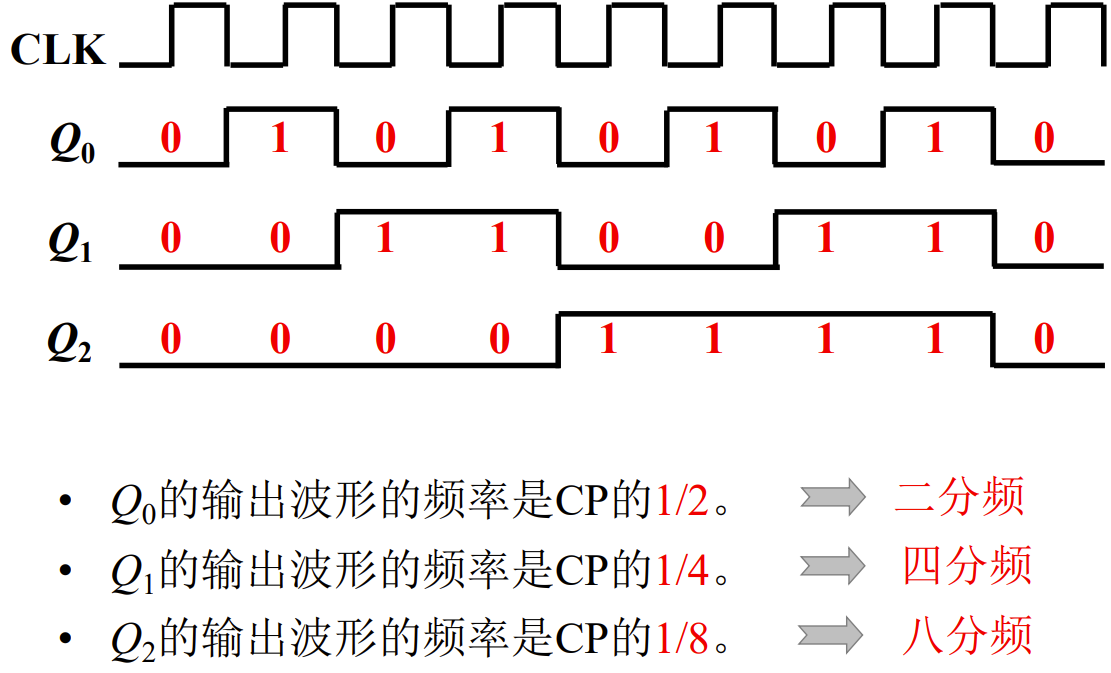 CLK
Q0 0 1 0 1 0 1 0 1 0
Q1 0 0 1 1 0 0 1 1 0
Q2 0 0 0 0 1 1 1 1 0
• Q0的输出波形的频率是CP的1/2。 二分频
• Q1的输出波形的频率是CP的1/4。 四分频
• Q2的输出波形的频率是CP的1/8。 八分频